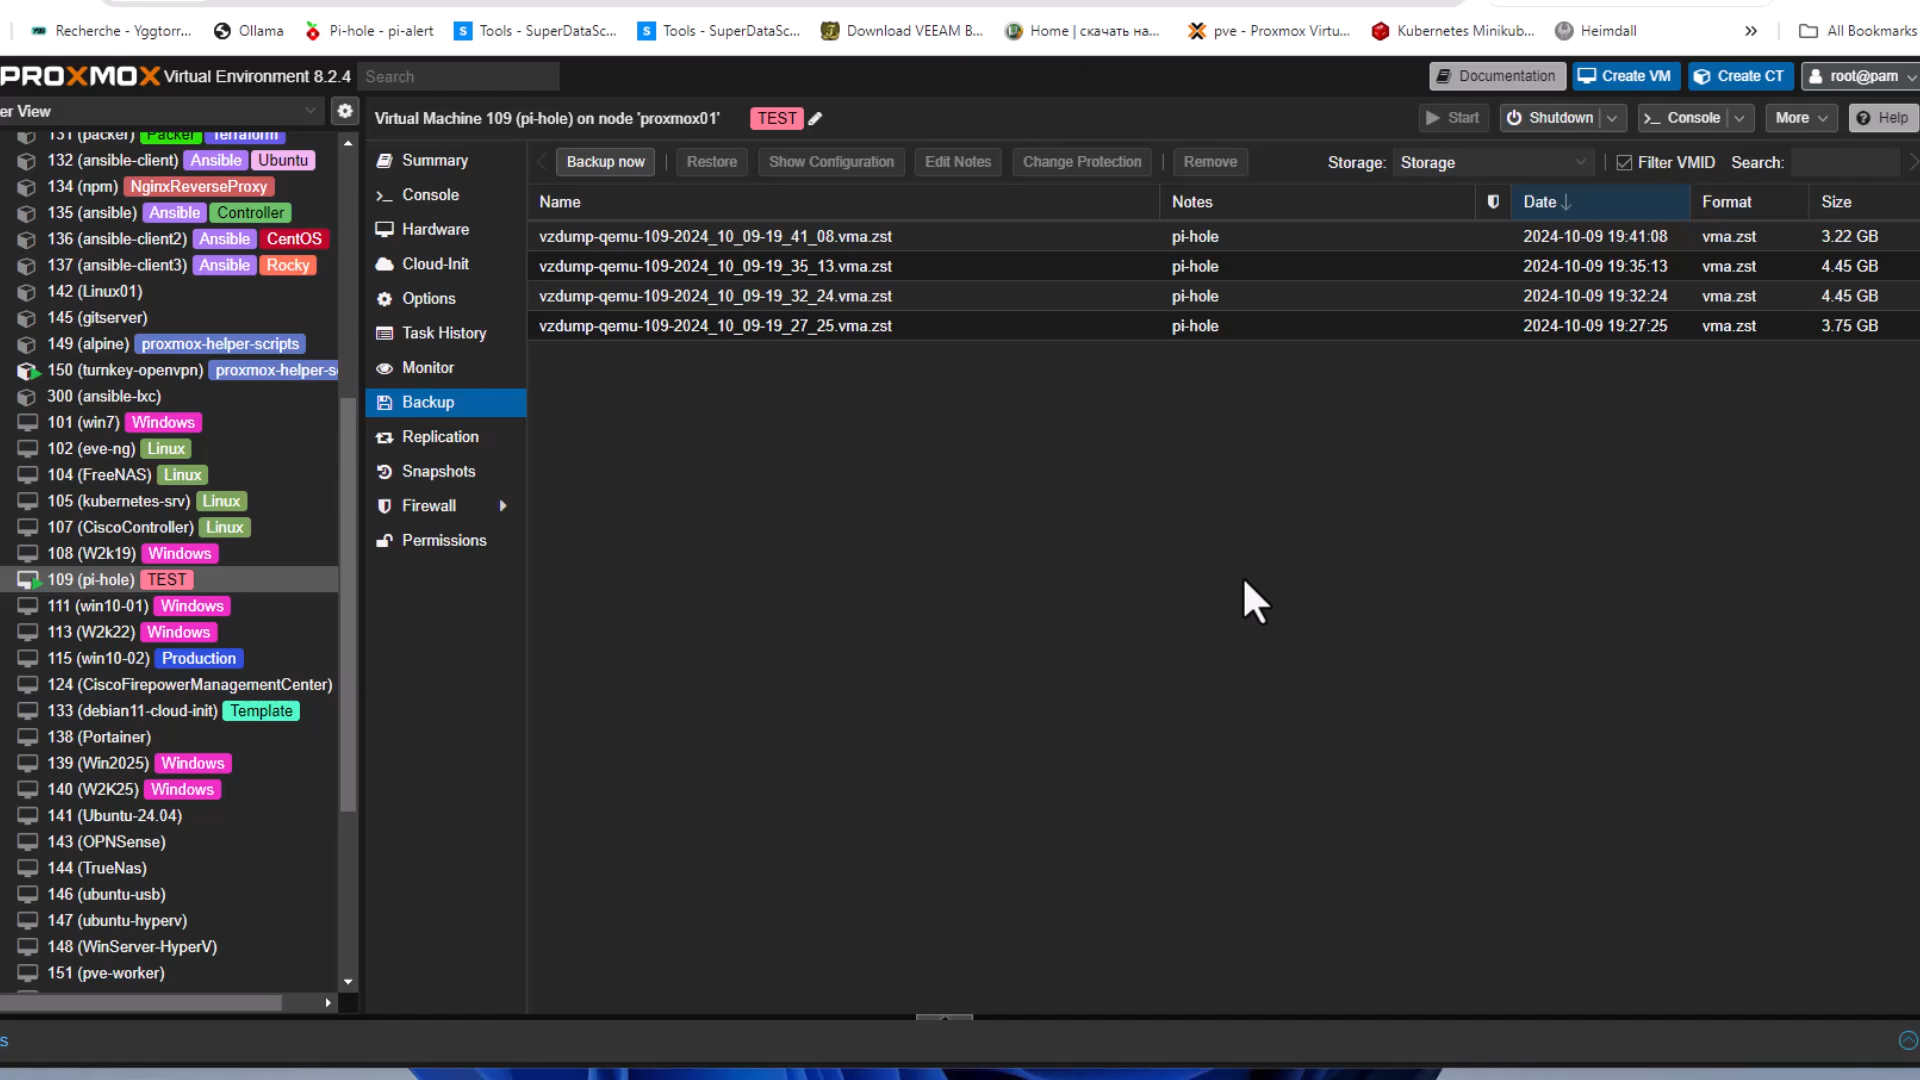 Recherche - Yggtorr... Ollama Pi-hole - pi-alert Tools - SuperDataSc... Tools - SuperDataSc... Download VEEAM B... Home | скачать на... pve - Proxmox Virtu... Kubernetes Minikub... Heimdall » All Bookmarks
PROXMOX Virtual Environment 8.2.4 Search Documentation Create VM Create CT root@pam
er View
Virtual Machine 109 (pi-hole) on node 'proxmox01' TEST Start Shutdown Console More Help
131 (packer) Packer Terraform
132 (ansible-client) Ansible Ubuntu
134 (npm) NginxReverseProxy
135 (ansible) Ansible Controller
136 (ansible-client2) Ansible CentOS
137 (ansible-client3) Ansible Rocky
142 (Linux01)
145 (gitserver)
149 (alpine) proxmox-helper-scripts
150 (turnkey-openvpn) proxmox-helper-s
300 (ansible-lxc)
101 (win7) Windows
102 (eve-ng) Linux
104 (FreeNAS) Linux
105 (kubernetes-srv) Linux
107 (CiscoController) Linux
108 (W2k19) Windows
109 (pi-hole) TEST
111 (win10-01) Windows
113 (W2k22) Windows
115 (win10-02) Production
124 (CiscoFirepowerManagementCenter)
133 (debian11-cloud-init) Template
138 (Portainer)
139 (Win2025) Windows
140 (W2K25) Windows
141 (Ubuntu-24.04)
143 (OPNSense)
144 (TrueNas)
146 (ubuntu-usb)
147 (ubuntu-hyperv)
148 (WinServer-HyperV)
151 (pve-worker)
Summary
Console
Hardware
Cloud-Init
Options
Task History
Monitor
Backup
Replication
Snapshots
Firewall
Permissions
Backup now Restore Show Configuration Edit Notes Change Protection Remove Storage: Storage Filter VMID Search:
Name Notes Date Format Size
vzdump-qemu-109-2024_10_09-19_41_08.vma.zst pi-hole 2024-10-09 19:41:08 vma.zst 3.22 GB
vzdump-qemu-109-2024_10_09-19_35_13.vma.zst pi-hole 2024-10-09 19:35:13 vma.zst 4.45 GB
vzdump-qemu-109-2024_10_09-19_32_24.vma.zst pi-hole 2024-10-09 19:32:24 vma.zst 4.45 GB
vzdump-qemu-109-2024_10_09-19_27_25.vma.zst pi-hole 2024-10-09 19:27:25 vma.zst 3.75 GB
s